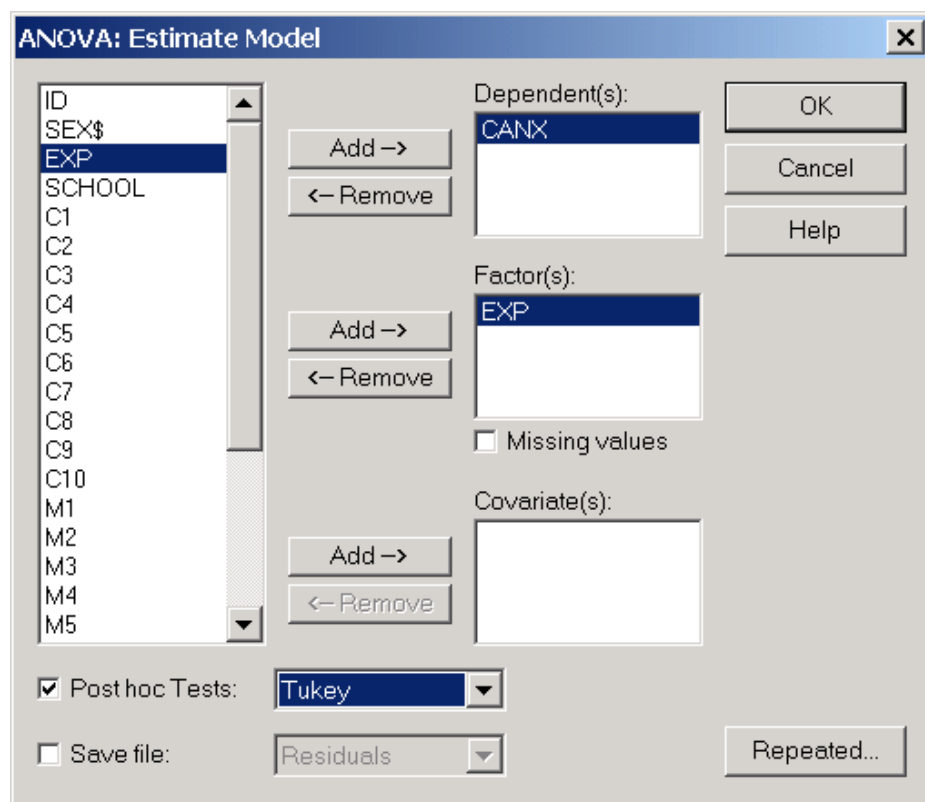 ANOVA: Estimate Model
ID
SEX$
EXP
SCHOOL
C1
C2
C3
C4
C5
C6
C7
C8
C9
C10
M1
M2
M3
M4
M5
Add –>
<– Remove
Dependent(s):
CANX
OK
Cancel
Help
Add –>
<– Remove
Factor(s):
EXP
Missing values
Add –>
<– Remove
Covariate(s):
Post hoc Tests:
Tukey
Save file:
Residuals
Repeated...